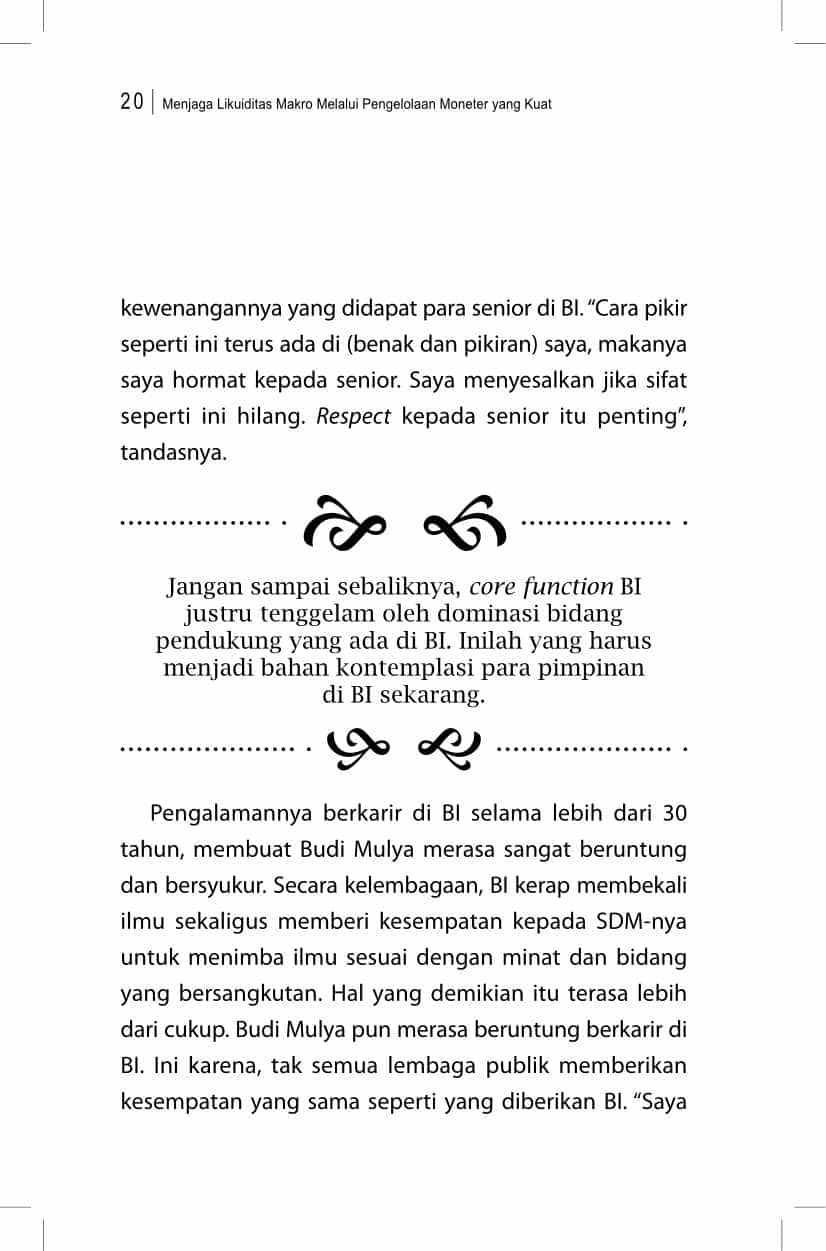 20 Menjaga Likuiditas Makro Melalui Pengelolaan Moneter yang Kuat
kewenangannya yang didapat para senior di BI. “Cara pikir
seperti ini terus ada di (benak dan pikiran) saya, makanya
saya hormat kepada senior. Saya menyesalkan jika sifat
seperti ini hilang. Respect kepada senior itu penting”,
tandasnya.
Jangan sampai sebaliknya, core function BI
justru tenggelam oleh dominasi bidang
pendukung yang ada di BI. Inilah yang harus
menjadi bahan kontemplasi para pimpinan
di BI sekarang.
Pengalamannya berkarir di BI selama lebih dari 30
tahun, membuat Budi Mulya merasa sangat beruntung
dan bersyukur. Secara kelembagaan, BI kerap membekali
ilmu sekaligus memberi kesempatan kepada SDM-nya
untuk menimba ilmu sesuai dengan minat dan bidang
yang bersangkutan. Hal yang demikian itu terasa lebih
dari cukup. Budi Mulya pun merasa beruntung berkarir di
BI. Ini karena, tak semua lembaga publik memberikan
kesempatan yang sama seperti yang diberikan BI. “Saya